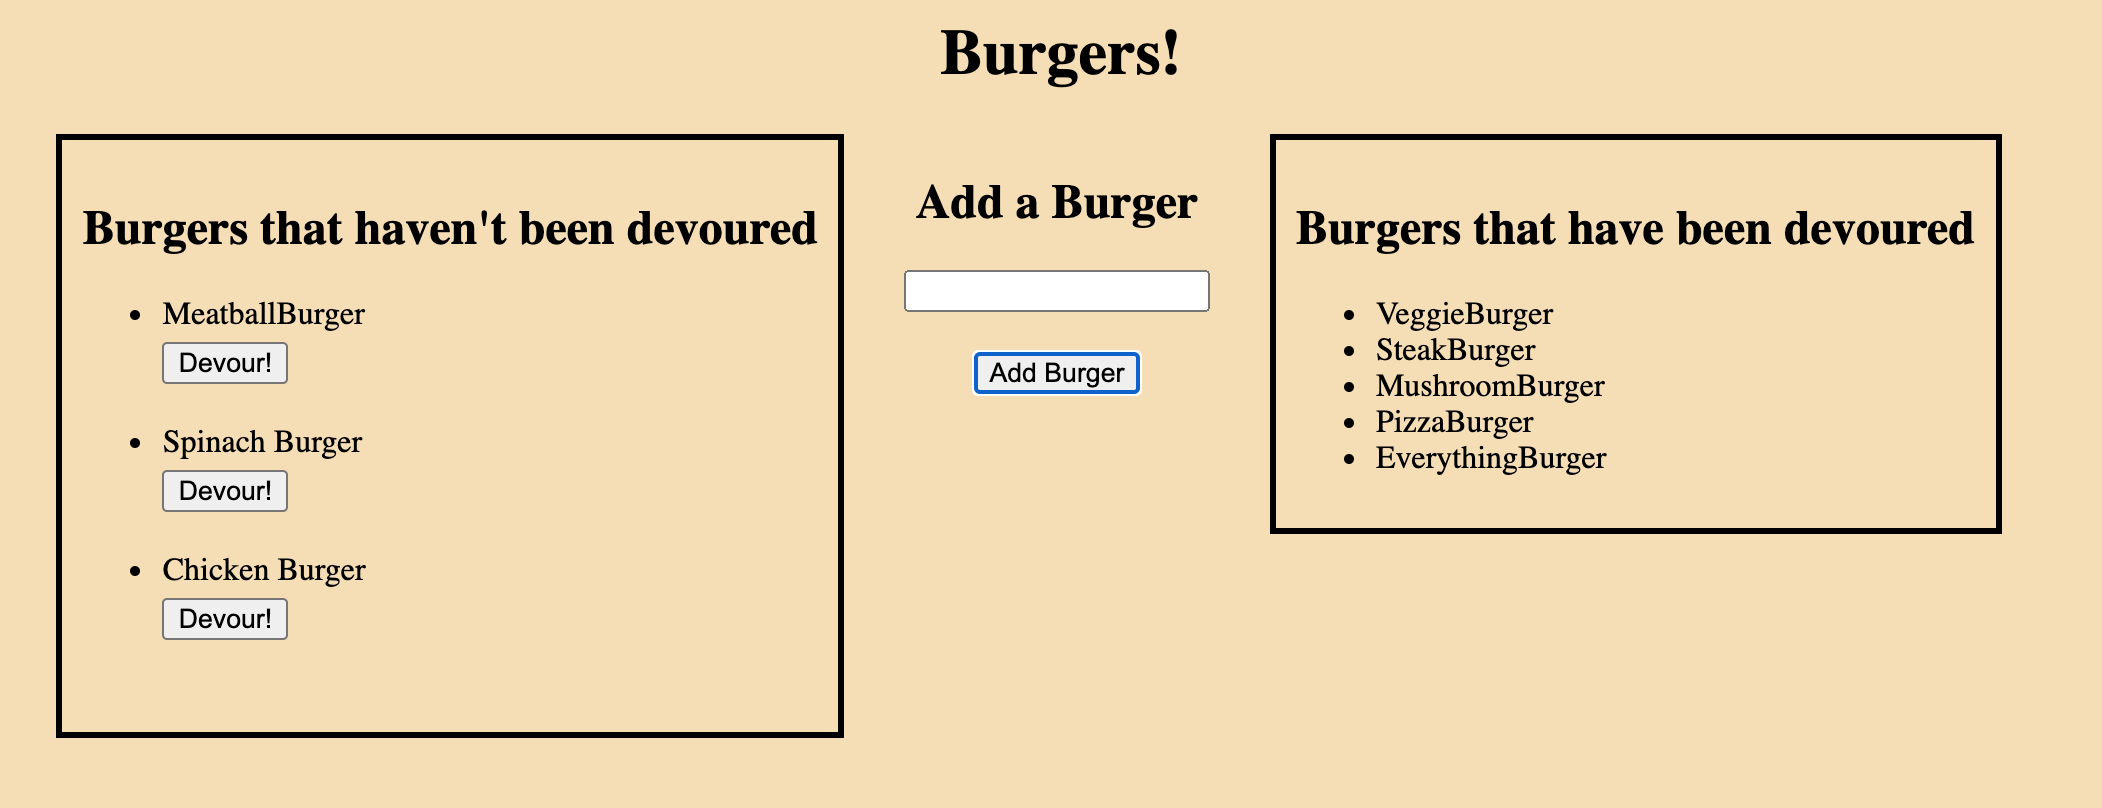 Burgers!
Burgers that haven't been devoured
MeatballBurger
Devour!
Spinach Burger
Devour!
Chicken Burger
Devour!
Add a Burger
Add Burger
Burgers that have been devoured
VeggieBurger
SteakBurger
MushroomBurger
PizzaBurger
EverythingBurger